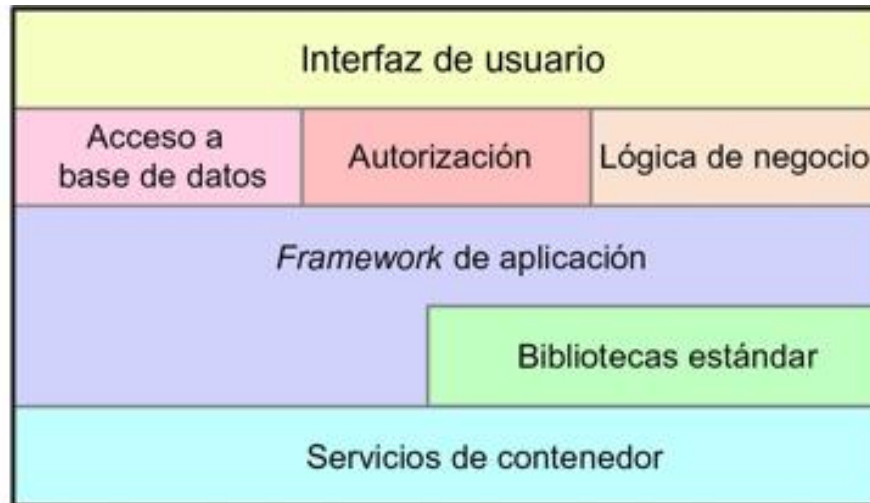 Interfaz de usuario
Acceso a
base de datos
Autorización
Lógica de negocio
Framework de aplicación
Bibliotecas estándar
Servicios de contenedor